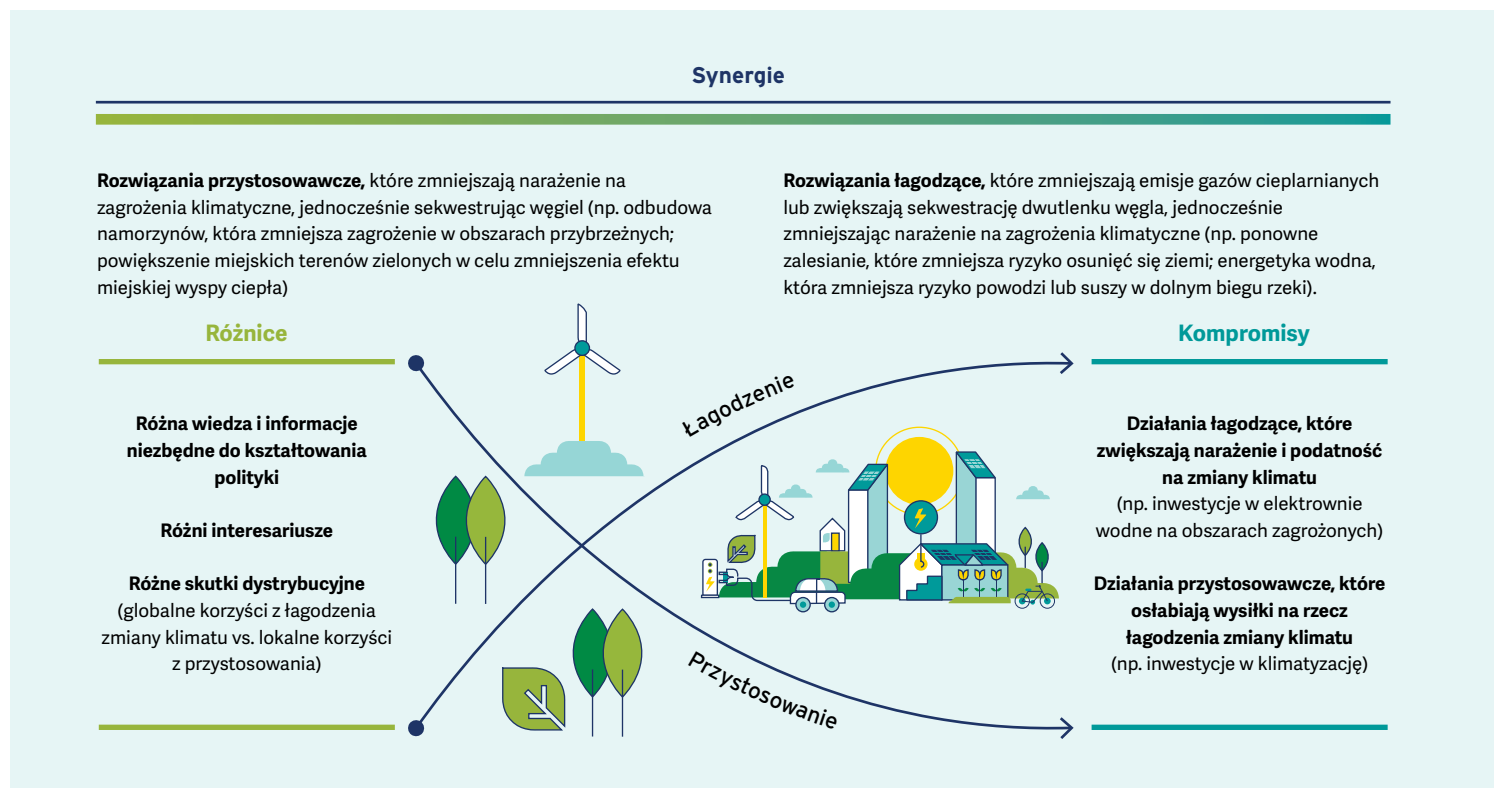 Synergie
Rozwiązania przystosowawcze, które zmniejszają narażenie na
zagrożenia klimatyczne, jednocześnie sekwestrując węgiel (np. odbudowa
namorzynów, która zmniejsza zagrożenie w obszarach przybrzeżnych;
powiększenie miejskich terenów zielonych w celu zmniejszenia efektu
miejskiej wyspy ciepła)
Rozwiązania łagodzące, które zmniejszają emisje gazów cieplarnianych
lub zwiększają sekwestrację dwutlenku węgla, jednocześnie
zmniejszając narażenie na zagrożenia klimatyczne (np. ponowne
zalesianie, które zmniejsza ryzyko osunięć się ziemi; energetyka wodna,
która zmniejsza ryzyko powodzi lub suszy w dolnym biegu rzeki).
Różnice
Różna wiedza i informacje
niezbędne do kształtowania
polityki
Różni interesariusze
Różne skutki dystrybucyjne
(globalne korzyści z łagodzenia
zmiany klimatu vs. lokalne korzyści
z przystosowania)
Łagodzenie
Przystosowanie
Kompromisy
Działania łagodzące, które
zwiększają narażenie i podatność
na zmiany klimatu
(np. inwestycje w elektrownie
wodne na obszarach zagrożonych)
Działania przystosowawcze, które
osłabiają wysiłki na rzecz
łagodzenia zmiany klimatu
(np. inwestycje w klimatyzację)